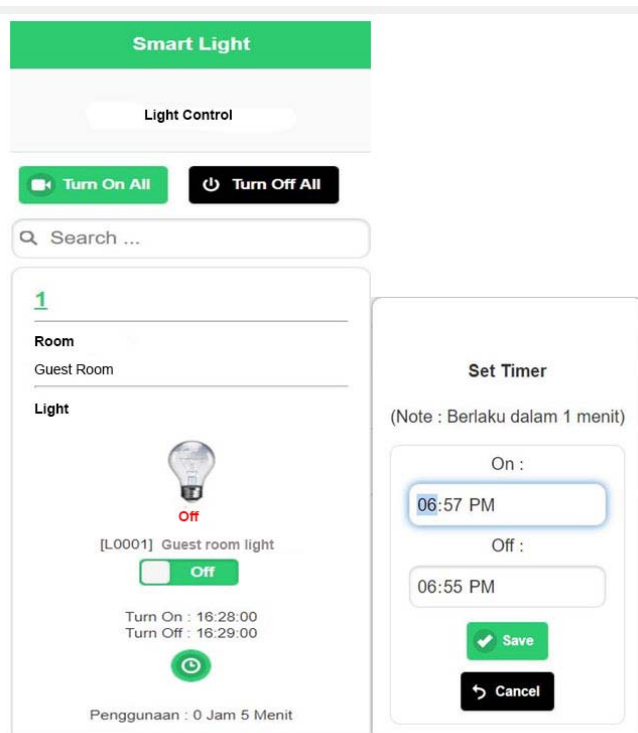 Smart Light
Light Control
Turn On All
Turn Off All
Search ...
1
Room
Guest Room
Light
Off
[L0001] Guest room light
Off
Turn On : 16:28:00
Turn Off : 16:29:00
Penggunaan : 0 Jam 5 Menit
Set Timer
(Note : Berlaku dalam 1 menit)
On :
06:57 PM
Off :
06:55 PM
Save
Cancel